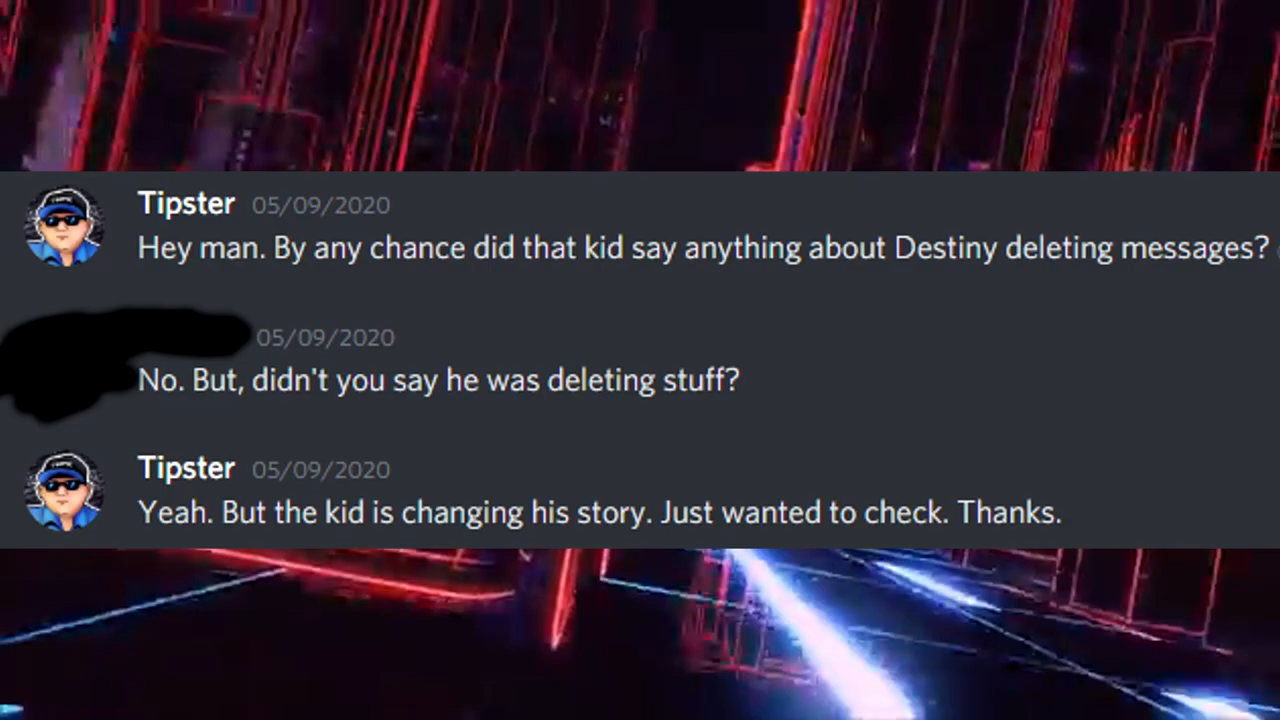 Tipster 05/09/2020
Hey man. By any chance did that kid say anything about Destiny deleting messages?
05/09/2020
No. But, didn't you say he was deleting stuff?
Tipster 05/09/2020
Yeah. But the kid is changing his story. Just wanted to check. Thanks.